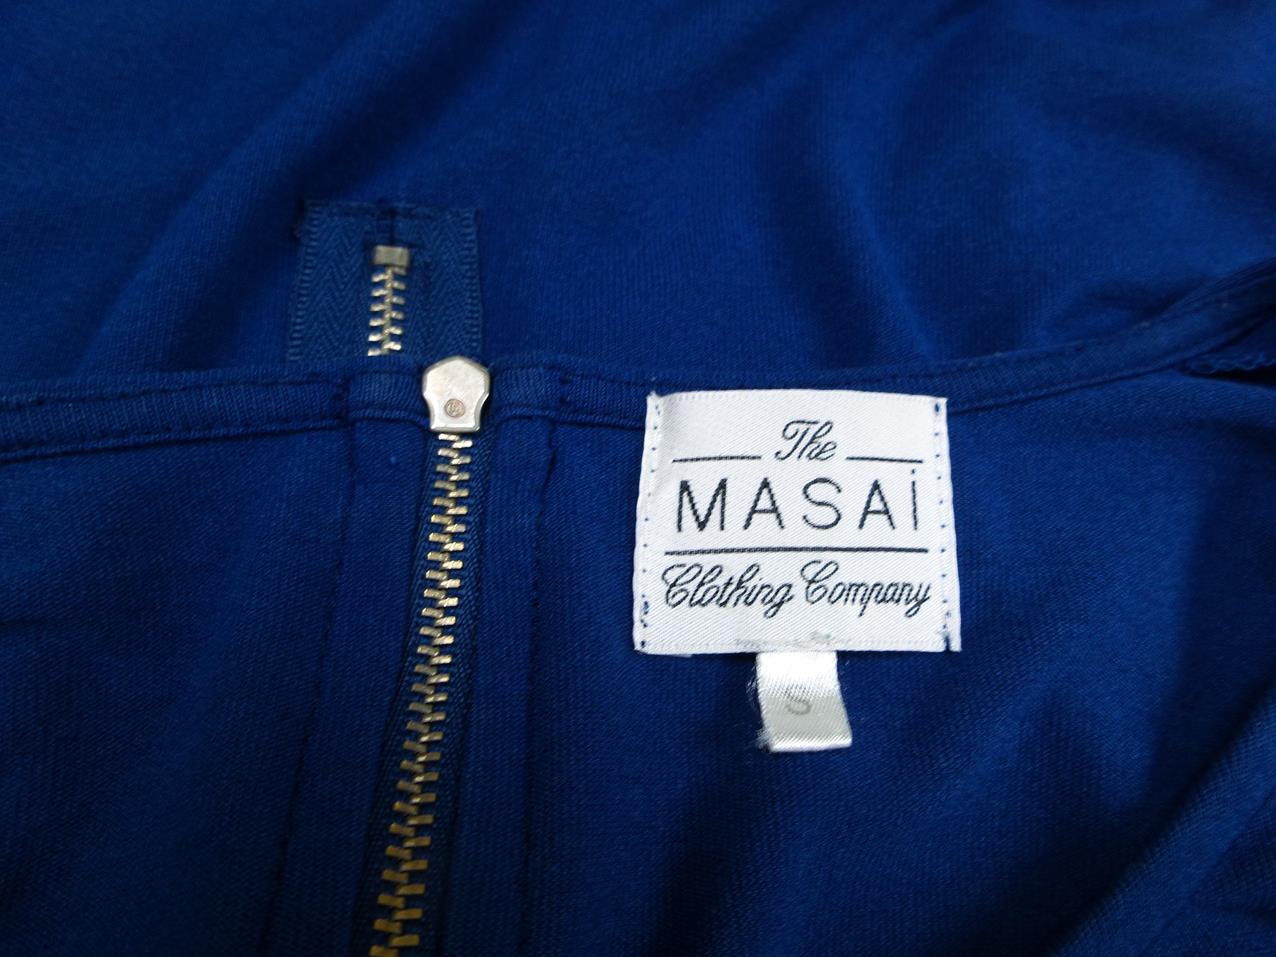 The
MASAi
Clothing Company
S